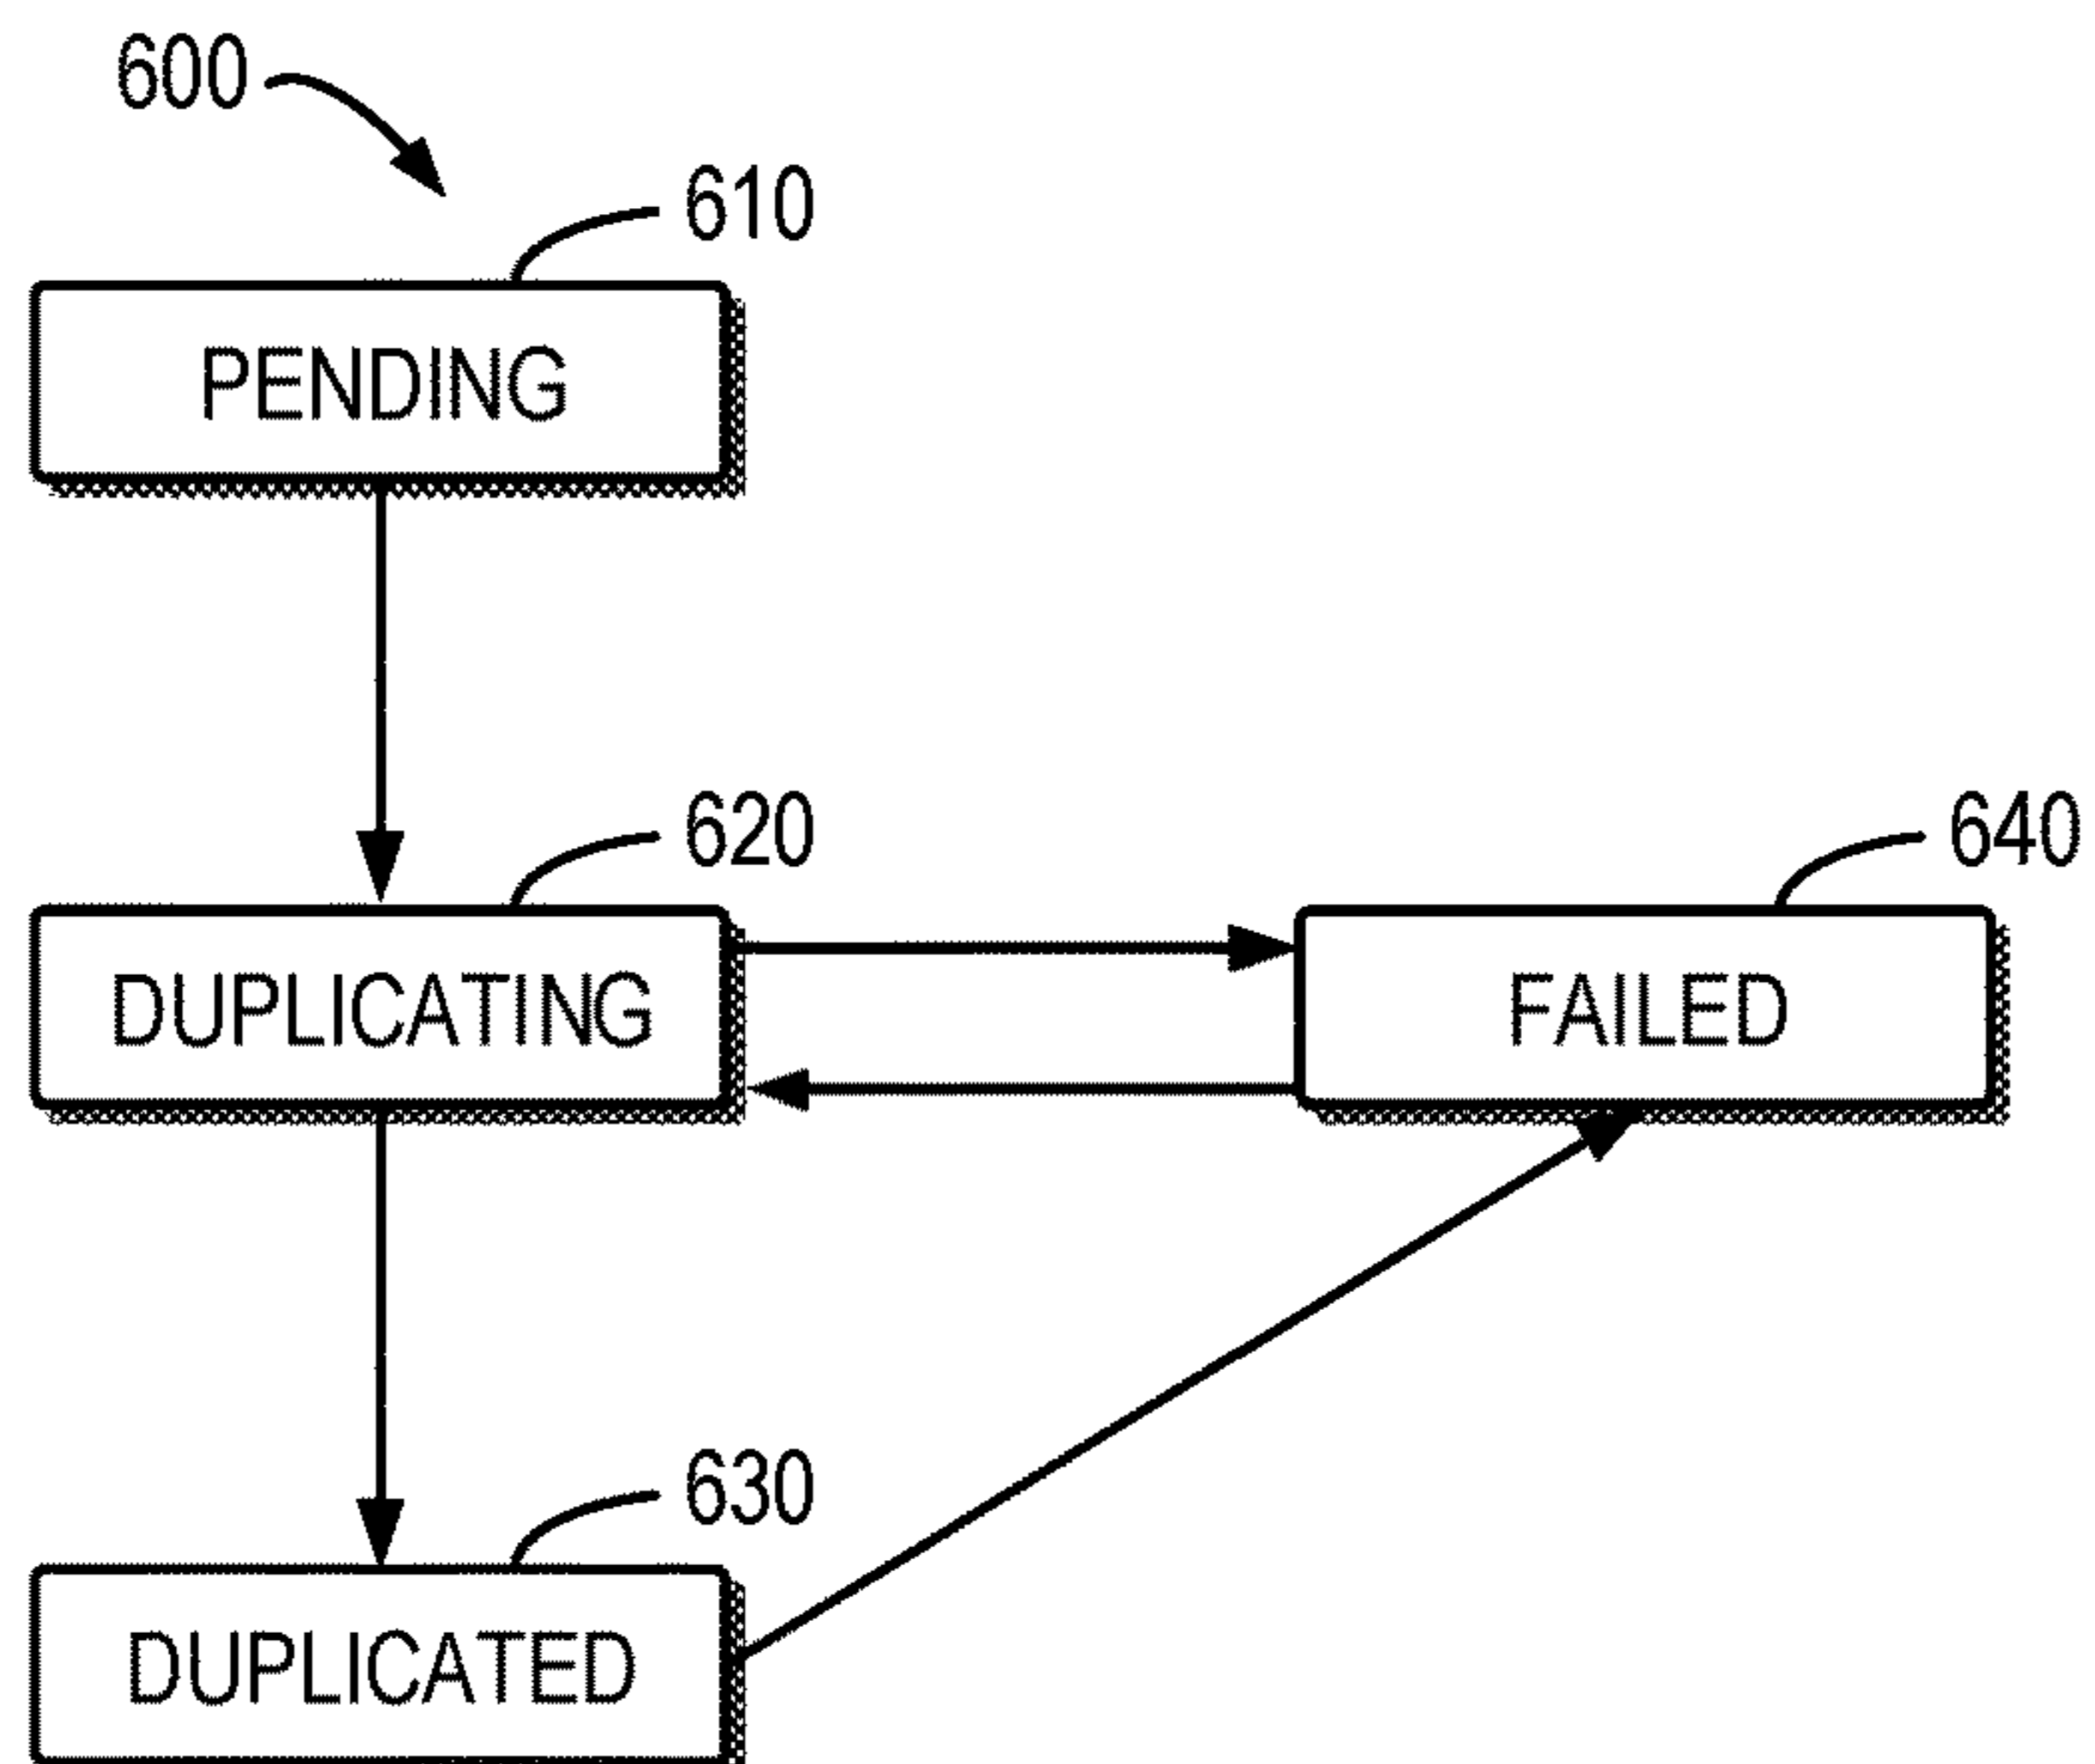 600
610
PENDING
620
640
DUPLICATING
FAILED
630
DUPLICATED